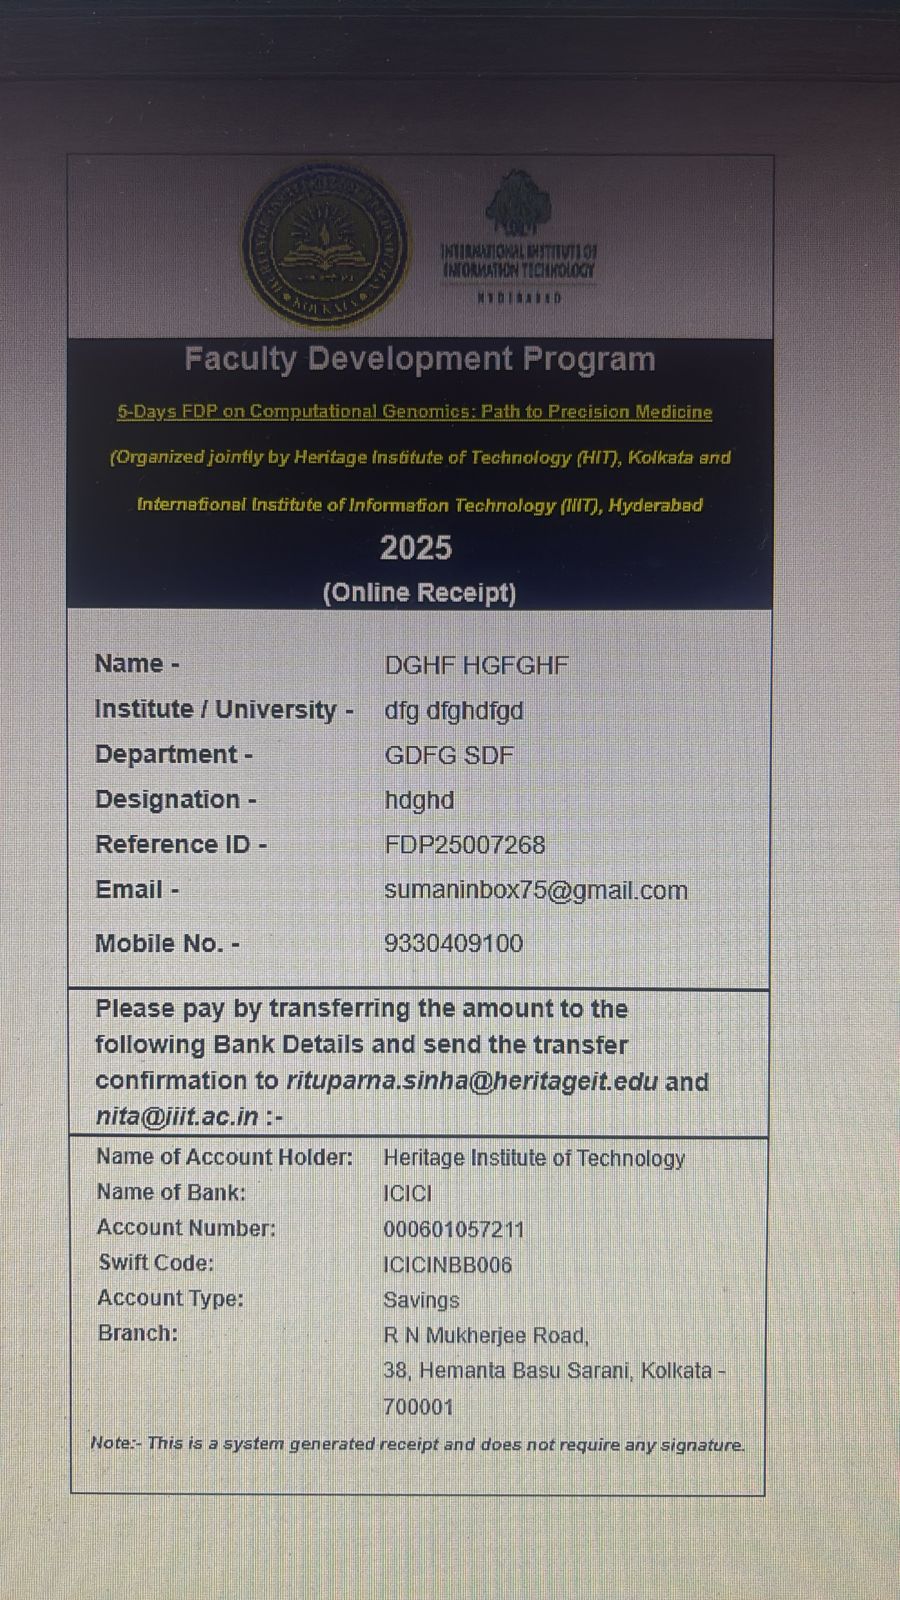 KOLKATA
INTERNATIONAL INSTITUTE OF
INFORMATION TECHNOLOGY
HYDERABAD
Faculty Development Program
5-Days FDP on Computational Genomics: Path to Precision Medicine
(Organized jointly by Heritage Institute of Technology (HIT), Kolkata and
International Institute of Information Technology (IIIT), Hyderabad
2025
(Online Receipt)
Name - DGHF HGFGHF
Institute / University - dfg dfghdfgd
Department - GDFG SDF
Designation - hdghd
Reference ID - FDP25007268
Email - sumaninbox75@gmail.com
Mobile No. - 9330409100
Please pay by transferring the amount to the
following Bank Details and send the transfer
confirmation to rituparna.sinha@heritageit.edu and
nita@iiit.ac.in :-
Name of Account Holder: Heritage Institute of Technology
Name of Bank: ICICI
Account Number: 000601057211
Swift Code: ICICINBB006
Account Type: Savings
Branch: R N Mukherjee Road,
38, Hemanta Basu Sarani, Kolkata -
700001
Note:- This is a system generated receipt and does not require any signature.